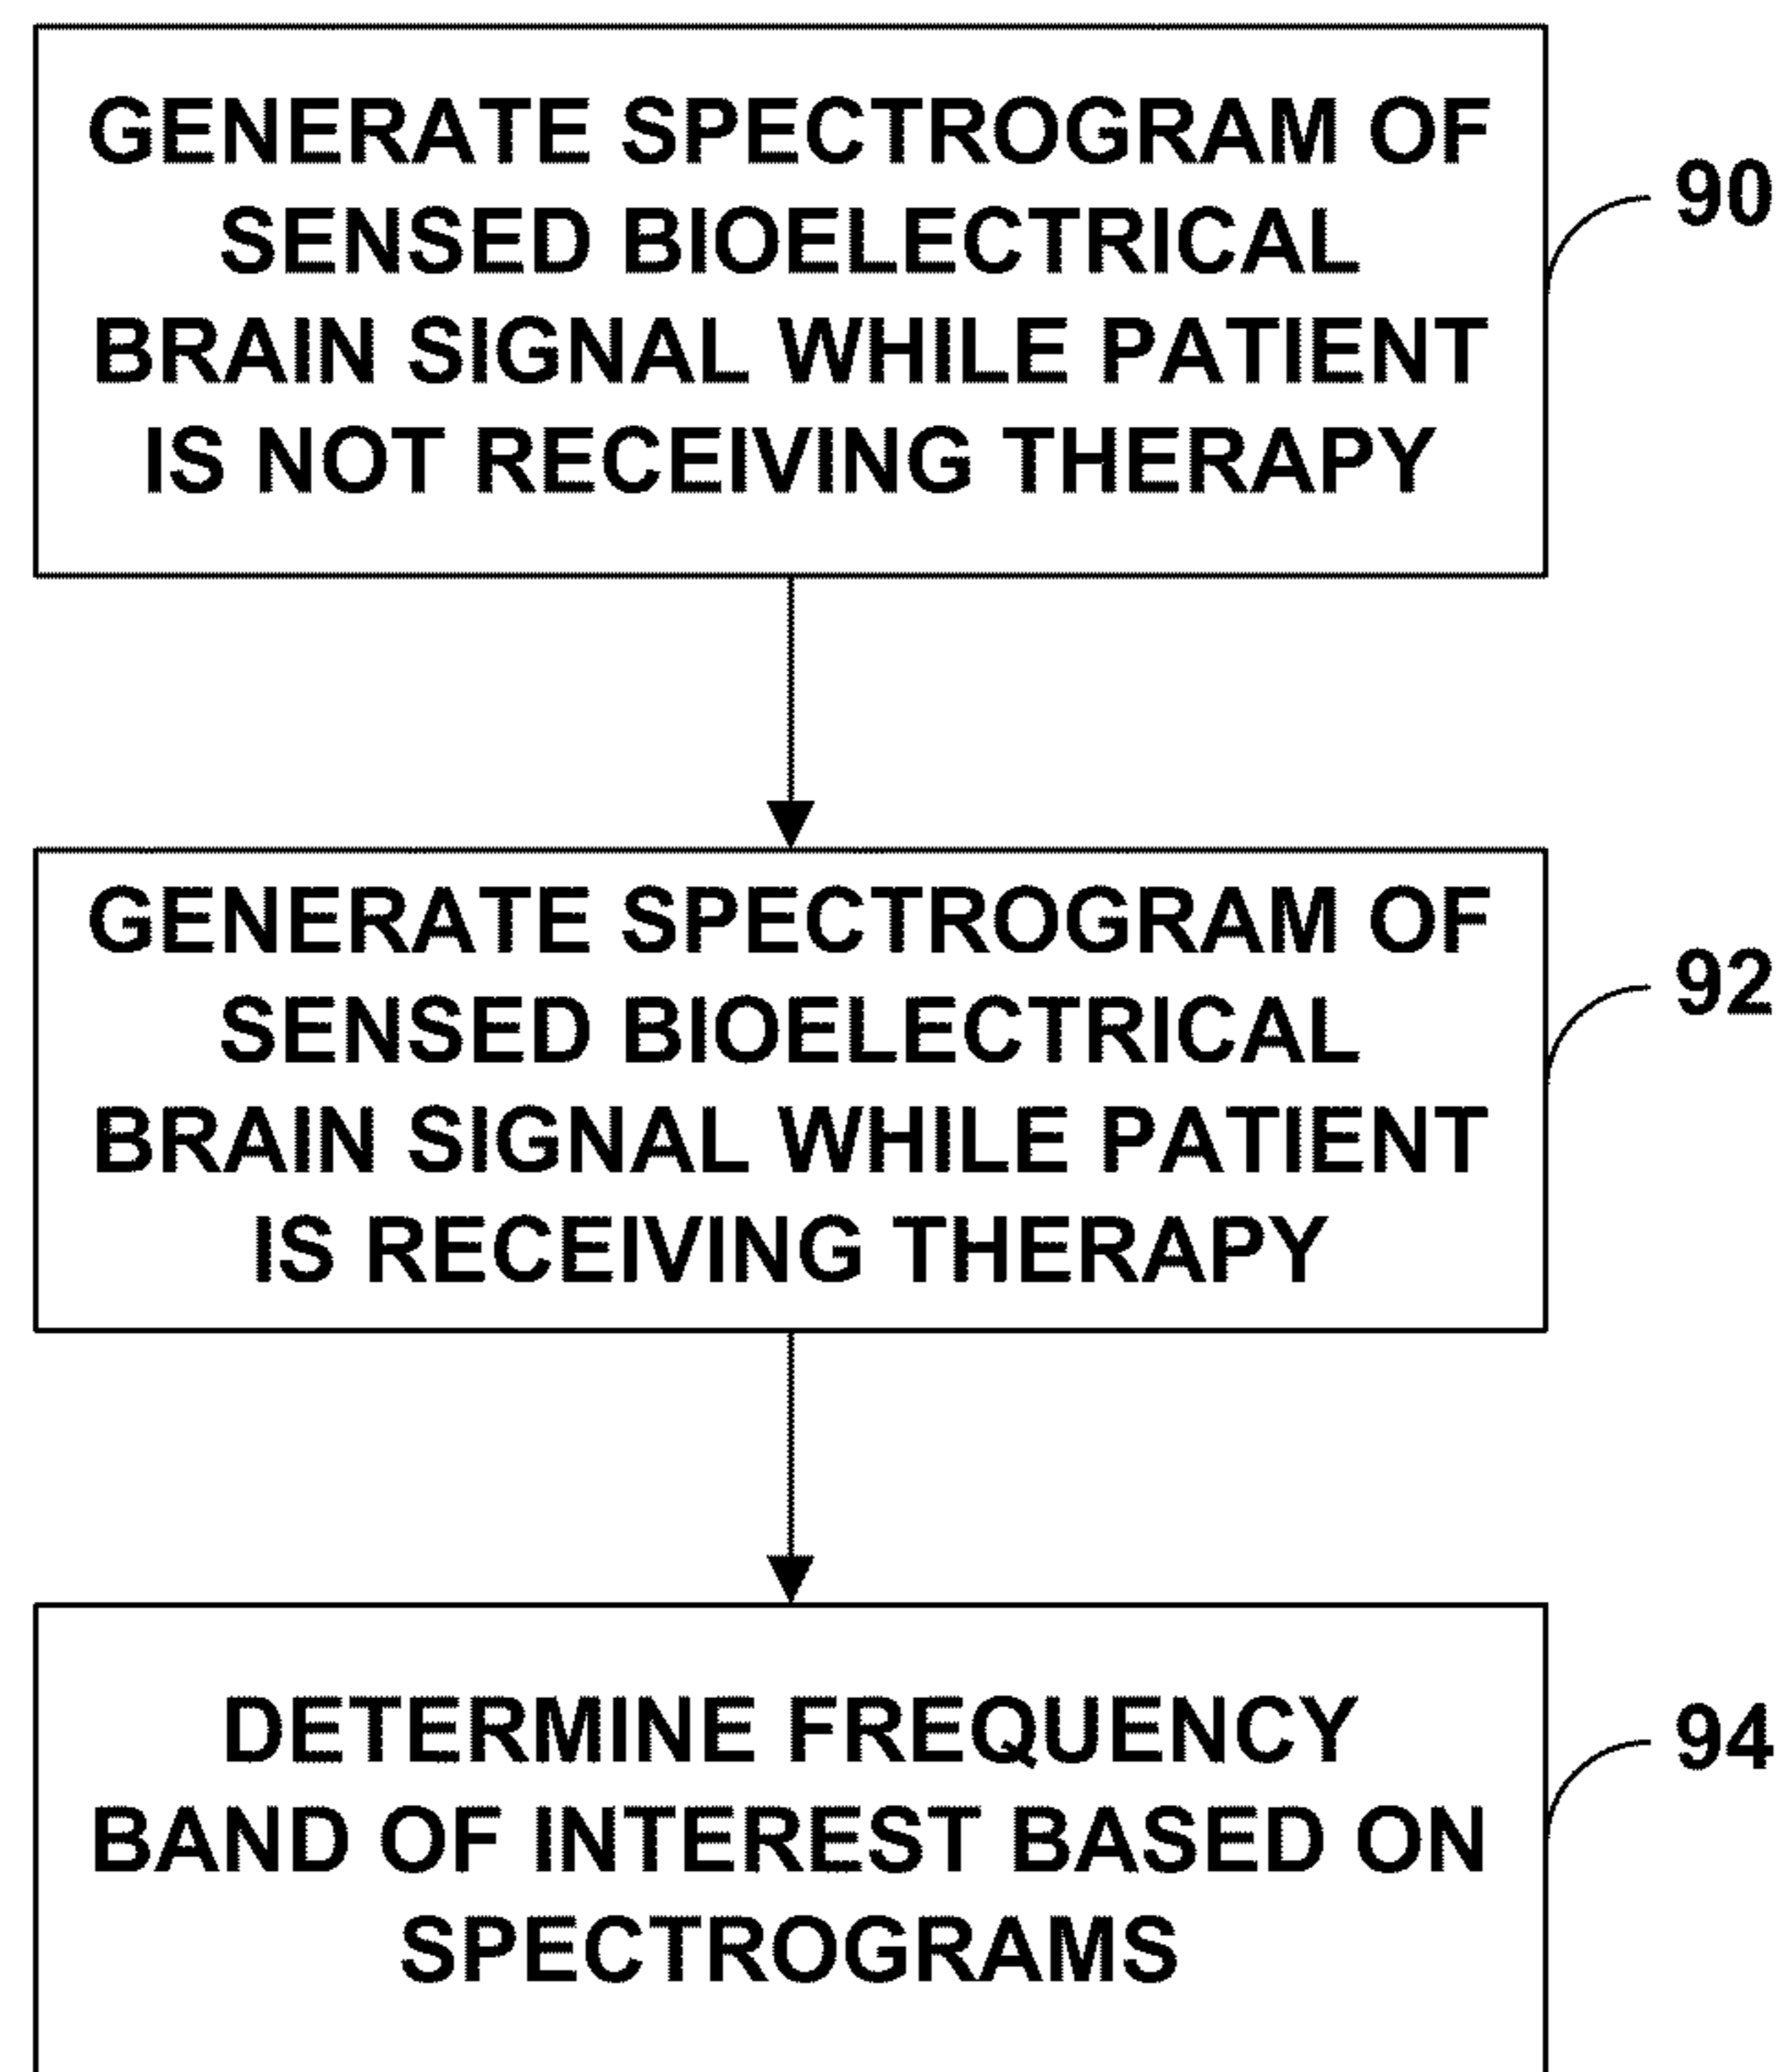 GENERATE SPECTROGRAM OF
SENSED BIOELECTRICAL
BRAIN SIGNAL WHILE PATIENT
IS NOT RECEIVING THERAPY
90
GENERATE SPECTROGRAM OF
SENSED BIOELECTRICAL
BRAIN SIGNAL WHILE PATIENT
IS RECEIVING THERAPY
92
DETERMINE FREQUENCY
BAND OF INTEREST BASED ON
SPECTROGRAMS
94